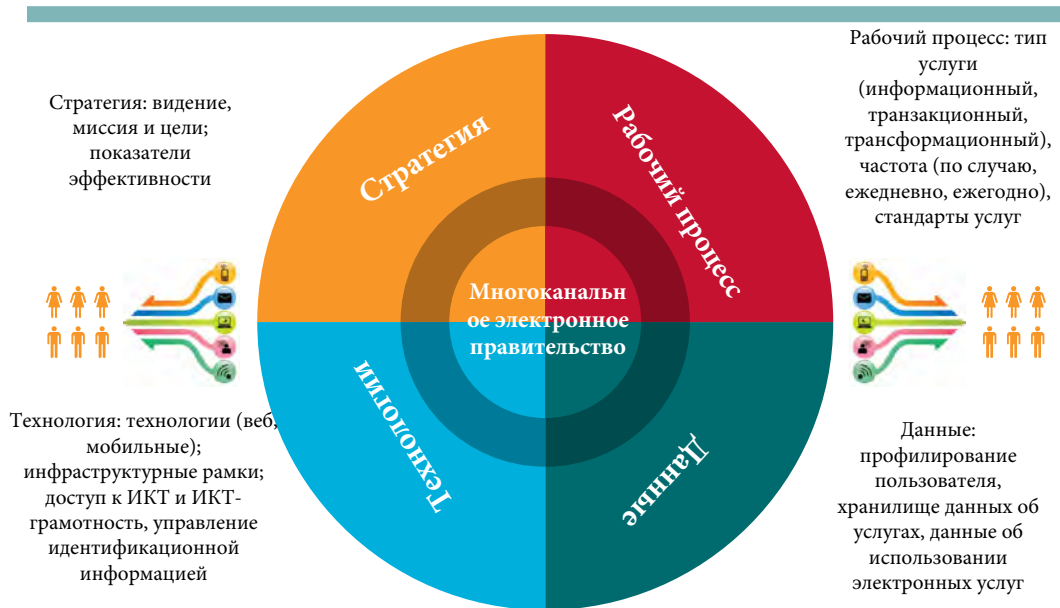 Стратегия: видение,
миссия и цели;
показатели
эффективности
Рабочий процесс: тип
услуги
(информационный,
транзакционный,
трансформационный),
частота (по случаю,
ежедневно, ежегодно),
стандарты услуг
Стратегия
Рабочий процесс
Многоканальн
ое электронное
правительство
Технологии
Данные
Технология: технологии (веб,
мобильные);
инфраструктурные рамки;
доступ к ИКТ и ИКТ-
грамотность, управление
идентификационной
информацией
Данные:
профилирование
пользователя,
хранилище данных об
услугах, данные об
использовании
электронных услуг